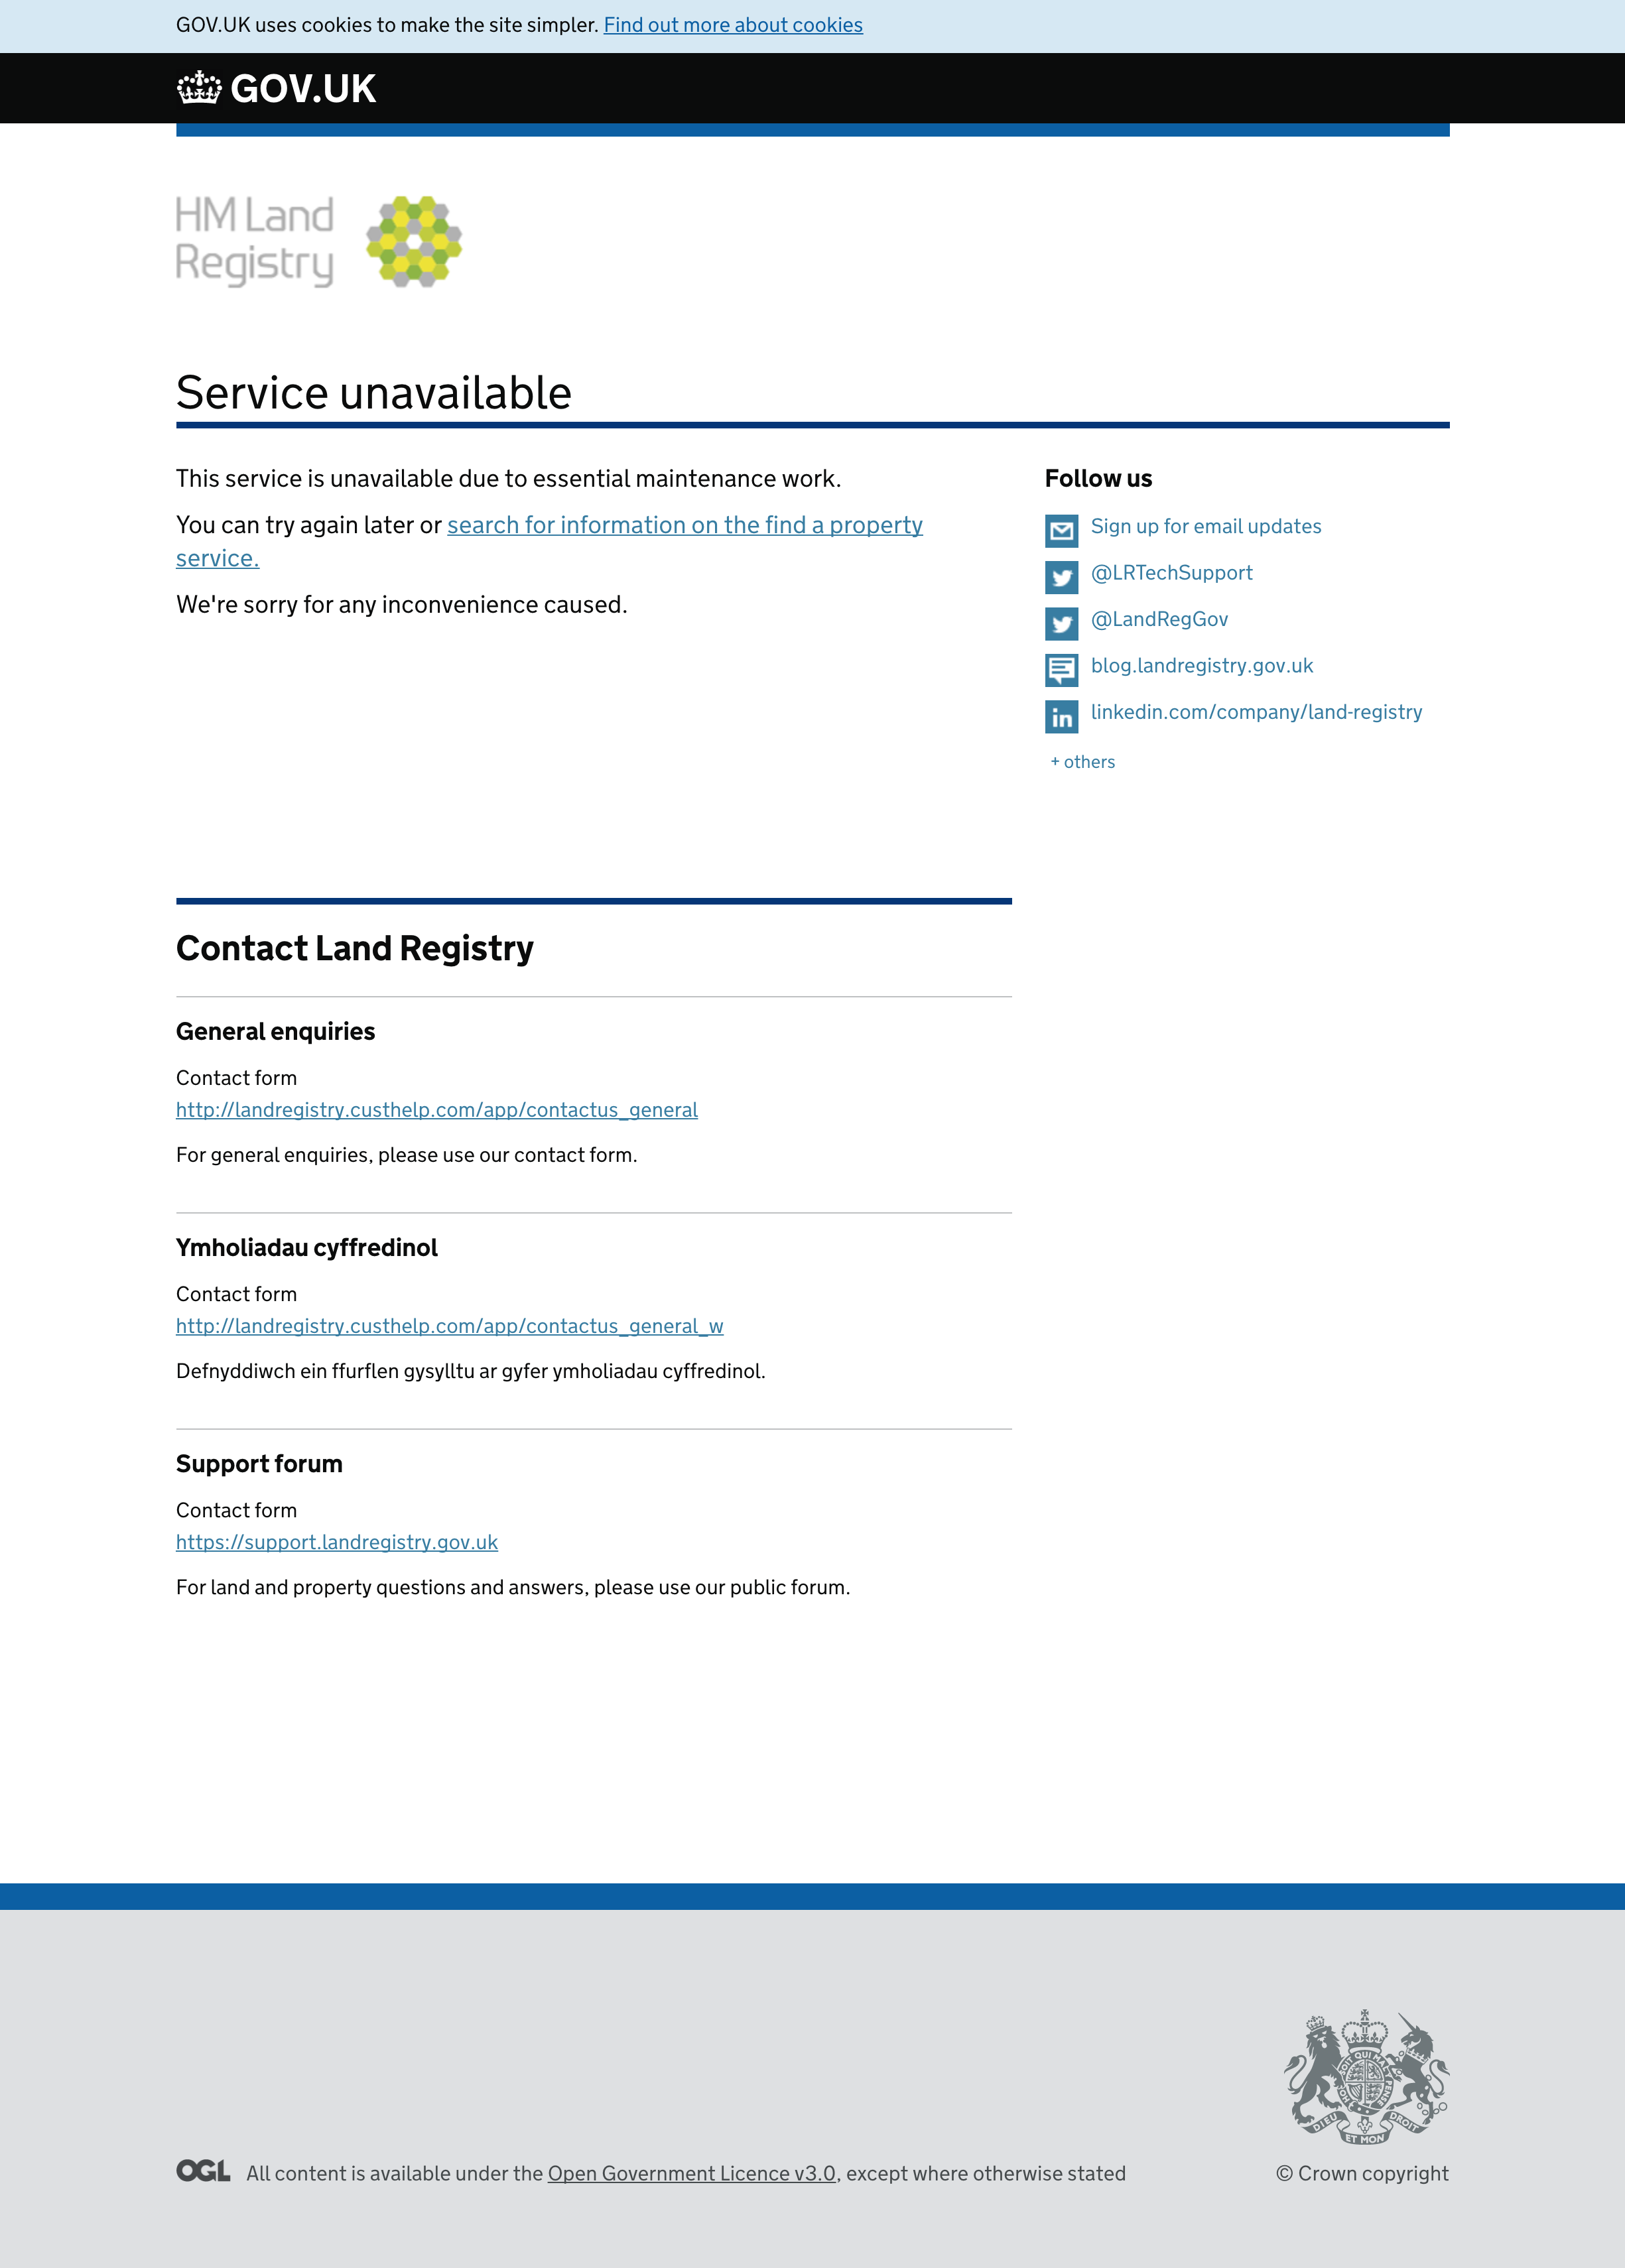 GOV.UK uses cookies to make the site simpler. Find out more about cookies
GOV.UK
HM Land
Registry
Service unavailable
This service is unavailable due to essential maintenance work.
You can try again later or search for information on the find a property
service.
We're sorry for any inconvenience caused.
Follow us
Sign up for email updates
@LRTechSupport
@LandRegGov
blog.landregistry.gov.uk
in linkedin.com/company/land-registry
+ others
Contact Land Registry
General enquiries
Contact form
http://landregistry.custhelp.com/app/contactus_general
For general enquiries, please use our contact form.
Ymholiadau cyffredinol
Contact form
http://landregistry.custhelp.com/app/contactus_general_w
Defnyddiwch ein ffurflen gysylltu ar gyfer ymholiadau cyffredinol.
Support forum
Contact form
https://support.landregistry.gov.uk
For land and property questions and answers, please use our public forum.
DIEU ET MON DROIT
OGL All content is available under the Open Government Licence v3.0, except where otherwise stated
© Crown copyright